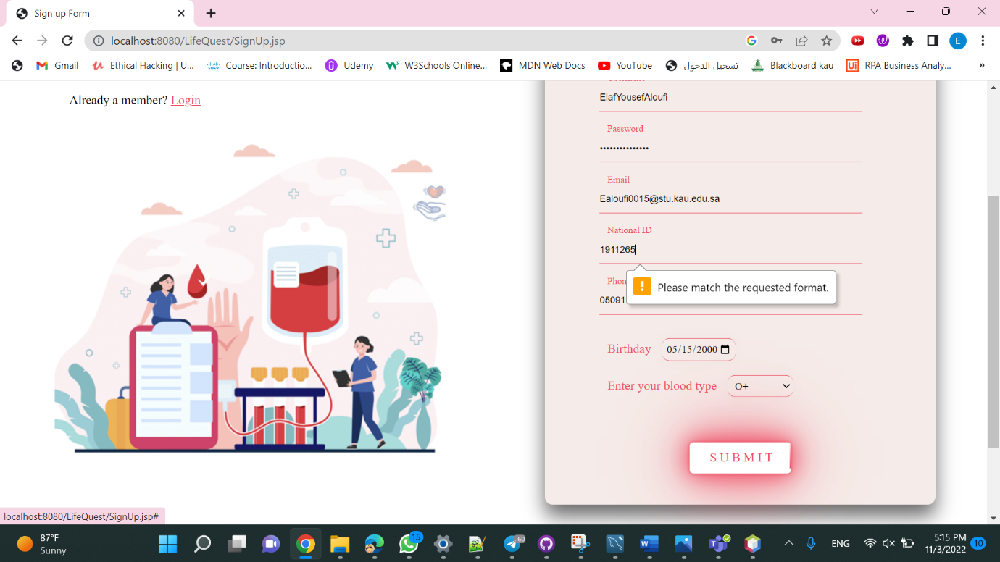 Sign up Form
localhost:8080/LifeQuest/SignUp.jsp
E
Gmail
Ethical Hacking | U...
cisco
Course: Introductio...
Udemy
W3Schools Online...
MDN Web Docs
YouTube
تسجيل الدخول
Blackboard kau
Ui RPA Business Analy...
»
Already a member? Login
ElafYousefAloufi
Password
•••••••••••••••
Email
Ealoufi0015@stu.kau.edu.sa
National ID
1911265
Phon
Please match the requested format.
05091
Birthday 05/15/2000
Enter your blood type O+
SUBMIT
localhost:8080/LifeQuest/SignUp.jsp#
87°F
Sunny
15
60
ENG
5:15 PM
11/3/2022
10